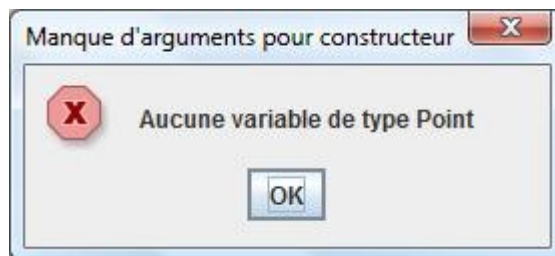 Manque d'arguments pour constructeur
Aucune variable de type Point
OK